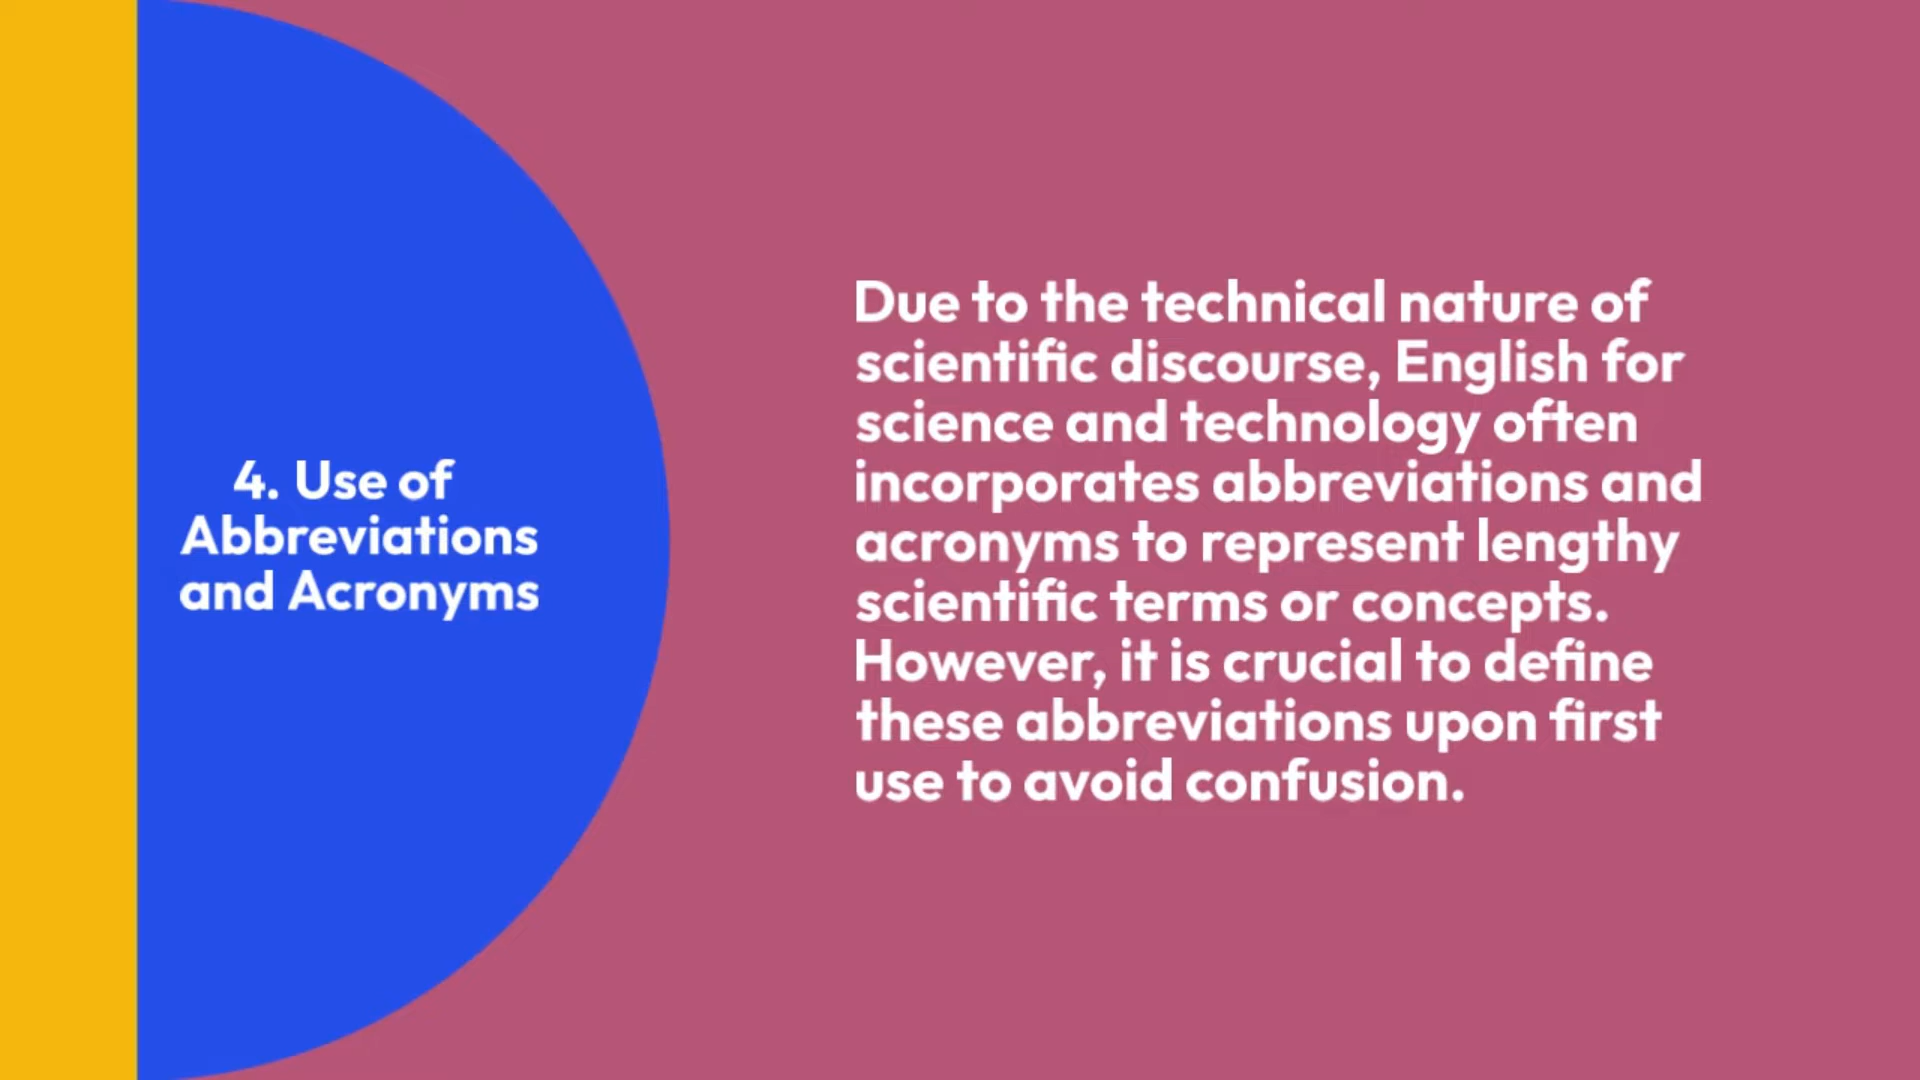 4. Use of
Abbreviations
and Acronyms
Due to the technical nature of
scientific discourse, English for
science and technology often
incorporates abbreviations and
acronyms to represent lengthy
scientific terms or concepts.
However, it is crucial to define
these abbreviations upon first
use to avoid confusion.